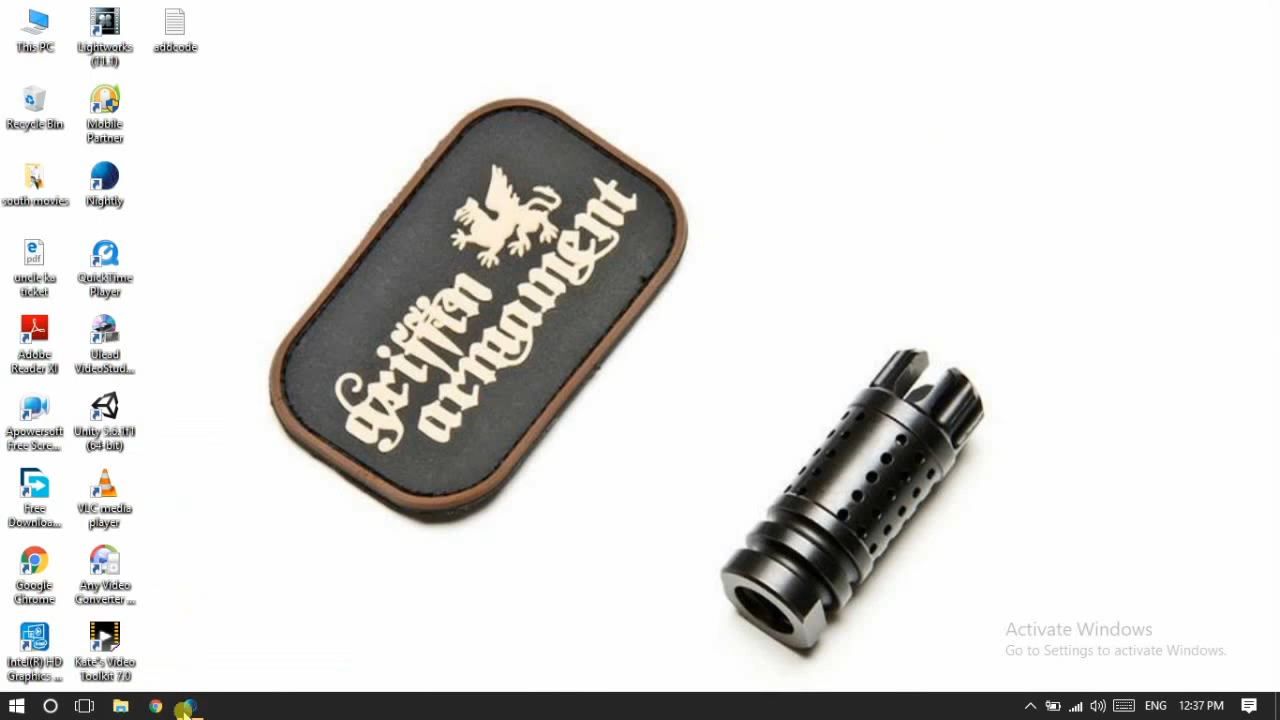 This PC
Lightworks
(11.1)
addcode
Recycle Bin
Mobile
Partner
south movies
Nightly
pdf
uncle ka
ticket
QuickTime
Player
Adobe
Reader XI
Ulead
VideoStud...
Apowersoft
Free Scre...
Unity 5.6.1f1
(64-bit)
Free
Downloa...
VLC media
player
Google
Chrome
Any Video
Converter ...
Intel(R) HD
Graphics ...
Kate's Video
Toolkit 7.0
griffin
armament
Activate Windows
Go to Settings to activate Windows.
ENG
12:37 PM